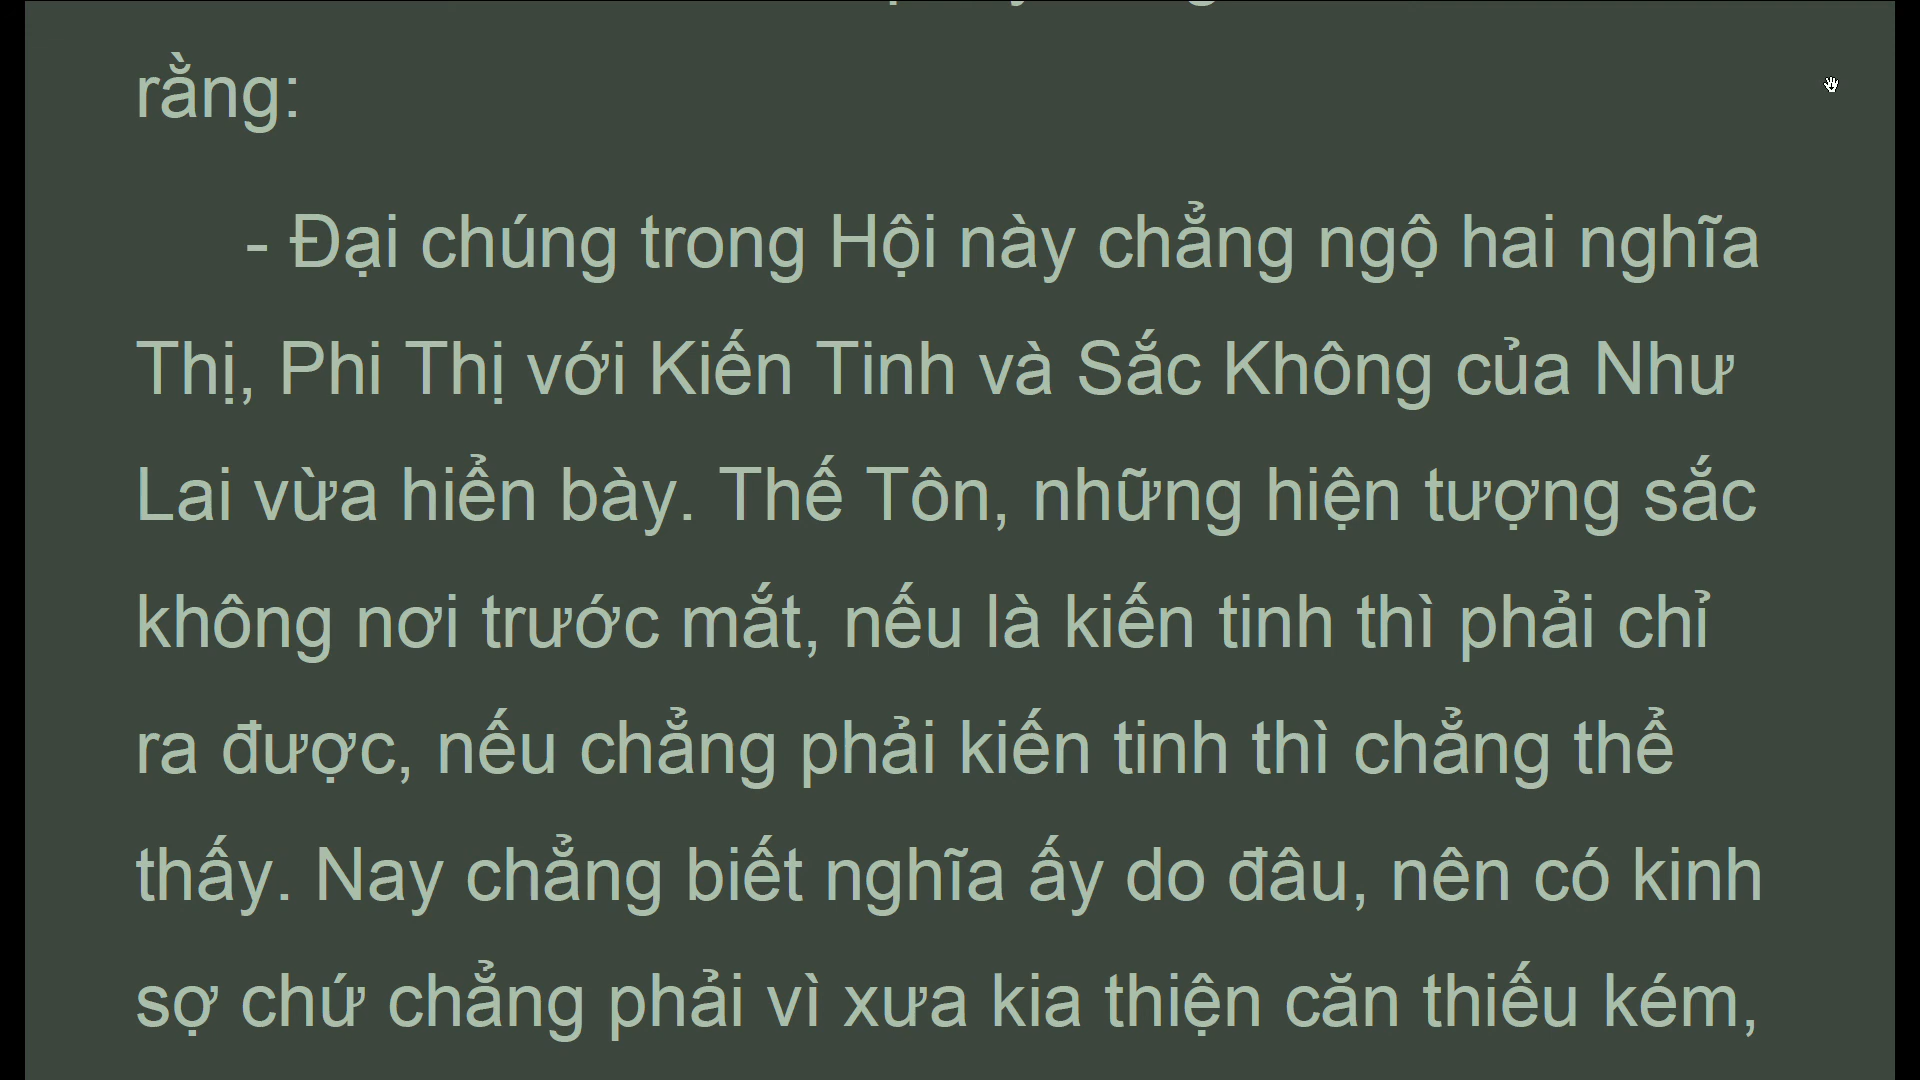 rằng:
- Đại chúng trong Hội này chẳng ngộ hai nghĩa
Thị, Phi Thị với Kiến Tinh và Sắc Không của Như
Lai vừa hiển bày. Thế Tôn, những hiện tượng sắc
không nơi trước mắt, nếu là kiến tinh thì phải chỉ
ra được, nếu chẳng phải kiến tinh thì chẳng thể
thấy. Nay chẳng biết nghĩa ấy do đâu, nên có kinh
sợ chứ chẳng phải vì xưa kia thiện căn thiếu kém,